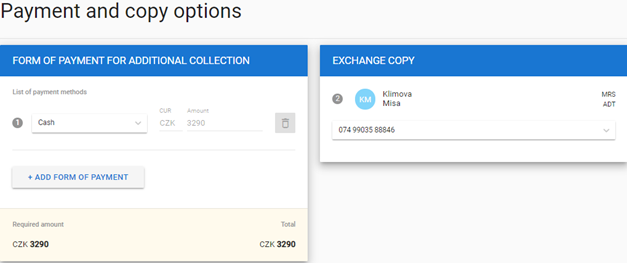 Payment and copy options
FORM OF PAYMENT FOR ADDITIONAL COLLECTION
List of payment methods
CUR Amount
1 Cash CZK 3290
+ ADD FORM OF PAYMENT
Required amount Total
CZK 3290 CZK 3290
EXCHANGE COPY
2 KM Klimova MRS
Misa ADT
074 99035 88846